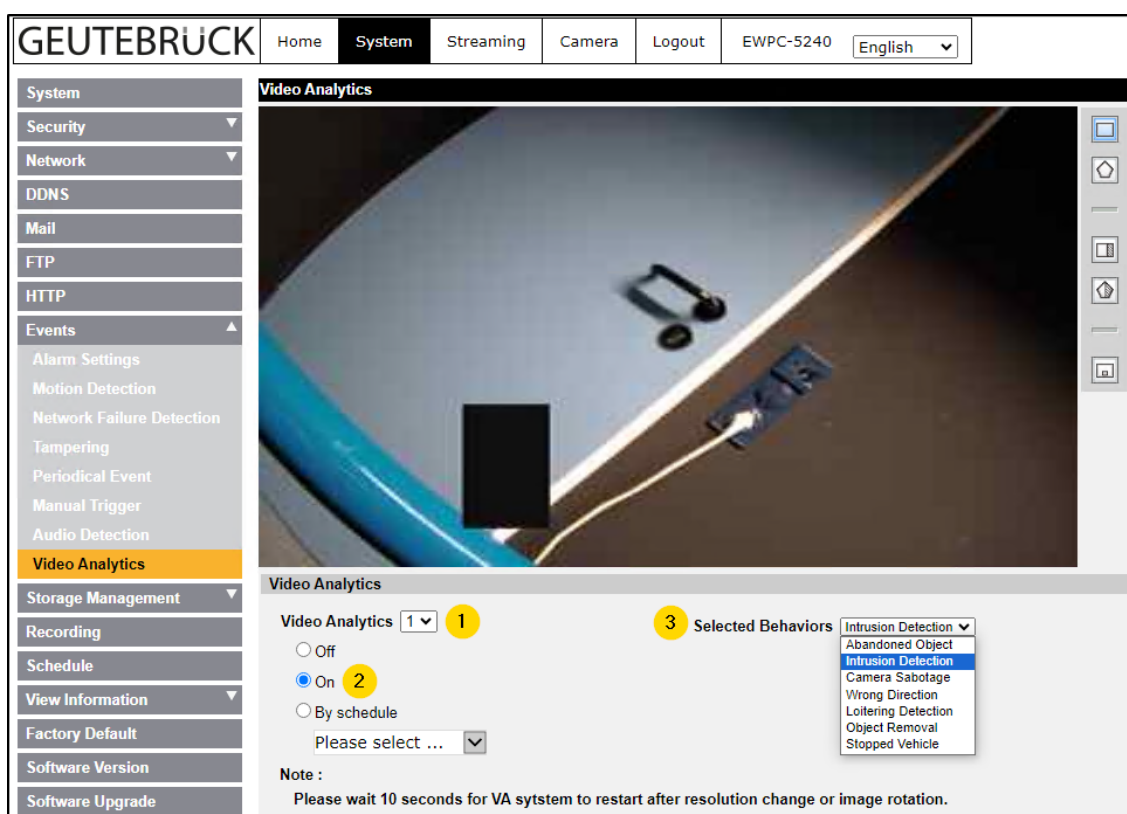 GEUTEBRÜCK
Home System Streaming Camera Logout EWPC-5240 English
System
Security
Network
DDNS
Mail
FTP
HTTP
Events
Alarm Settings
Motion Detection
Network Failure Detection
Tampering
Periodical Event
Manual Trigger
Audio Detection
Video Analytics
Storage Management
Recording
Schedule
View Information
Factory Default
Software Version
Software Upgrade
Video Analytics
Video Analytics
Video Analytics 1 1
Off
On 2
By schedule
Please select ...
3 Selected Behaviors Intrusion Detection
Abandoned Object
Intrusion Detection
Camera Sabotage
Wrong Direction
Loitering Detection
Object Removal
Stopped Vehicle
Note :
Please wait 10 seconds for VA sytstem to restart after resolution change or image rotation.